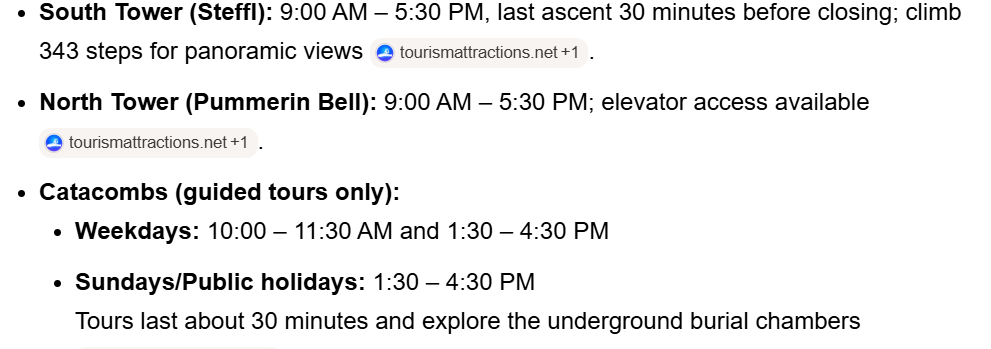 • South Tower (Steffl): 9:00 AM – 5:30 PM, last ascent 30 minutes before closing; climb
343 steps for panoramic views tourismattractions.net +1 .
• North Tower (Pummerin Bell): 9:00 AM – 5:30 PM; elevator access available
tourismattractions.net +1 .
• Catacombs (guided tours only):
• Weekdays: 10:00 – 11:30 AM and 1:30 – 4:30 PM
• Sundays/Public holidays: 1:30 – 4:30 PM
Tours last about 30 minutes and explore the underground burial chambers